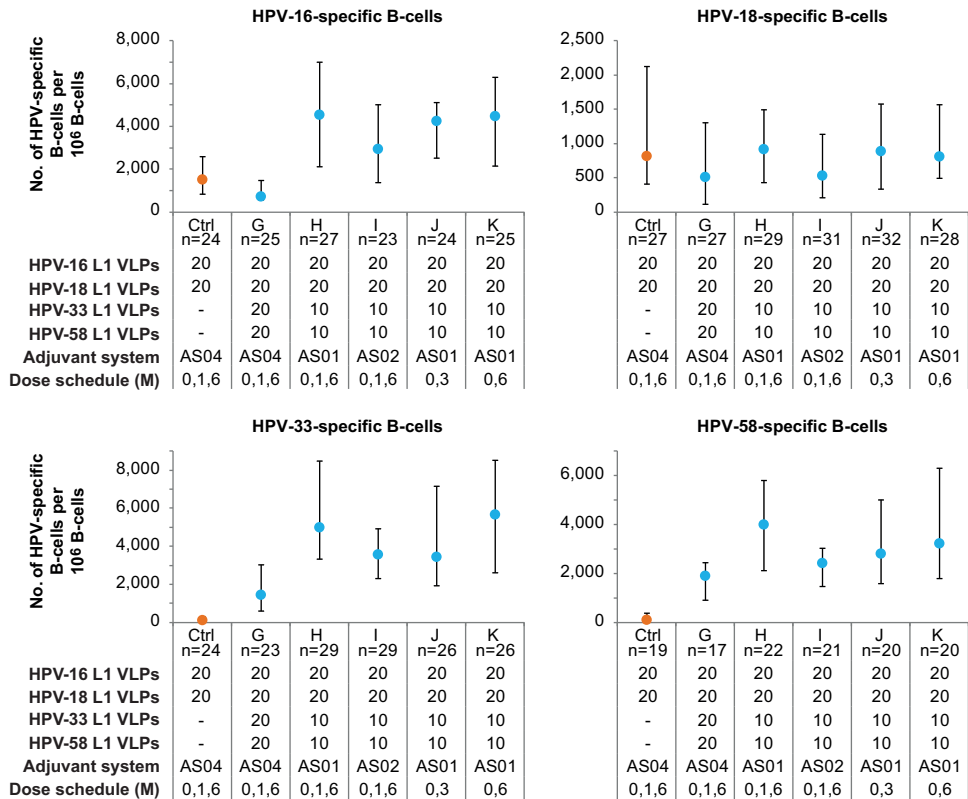 HPV-16-specific B-cells
No. of HPV-specific
B-cells per
10⁶ B-cells
8,000
6,000
4,000
2,000
0
Ctrl G H I J K
n=24 n=25 n=27 n=23 n=24 n=25
HPV-16 L1 VLPs 20 20 20 20 20 20
HPV-18 L1 VLPs 20 20 20 20 20 20
HPV-33 L1 VLPs - 20 10 10 10 10
HPV-58 L1 VLPs - 20 10 10 10 10
Adjuvant system AS04 AS04 AS01 AS02 AS01 AS01
Dose schedule (M) 0,1,6 0,1,6 0,1,6 0,1,6 0,3 0,6
HPV-18-specific B-cells
2,500
2,000
1,500
1,000
500
0
Ctrl G H I J K
n=27 n=27 n=29 n=31 n=32 n=28
20 20 20 20 20 20
20 20 20 20 20 20
- 20 10 10 10 10
- 20 10 10 10 10
AS04 AS04 AS01 AS02 AS01 AS01
0,1,6 0,1,6 0,1,6 0,1,6 0,3 0,6
HPV-33-specific B-cells
No. of HPV-specific
B-cells per
10⁶ B-cells
8,000
6,000
4,000
2,000
0
Ctrl G H I J K
n=24 n=23 n=29 n=29 n=26 n=26
HPV-16 L1 VLPs 20 20 20 20 20 20
HPV-18 L1 VLPs 20 20 20 20 20 20
HPV-33 L1 VLPs - 20 10 10 10 10
HPV-58 L1 VLPs - 20 10 10 10 10
Adjuvant system AS04 AS04 AS01 AS02 AS01 AS01
Dose schedule (M) 0,1,6 0,1,6 0,1,6 0,1,6 0,3 0,6
HPV-58-specific B-cells
6,000
4,000
2,000
0
Ctrl G H I J K
n=19 n=17 n=22 n=21 n=20 n=20
20 20 20 20 20 20
20 20 20 20 20 20
- 20 10 10 10 10
- 20 10 10 10 10
AS04 AS04 AS01 AS02 AS01 AS01
0,1,6 0,1,6 0,1,6 0,1,6 0,3 0,6